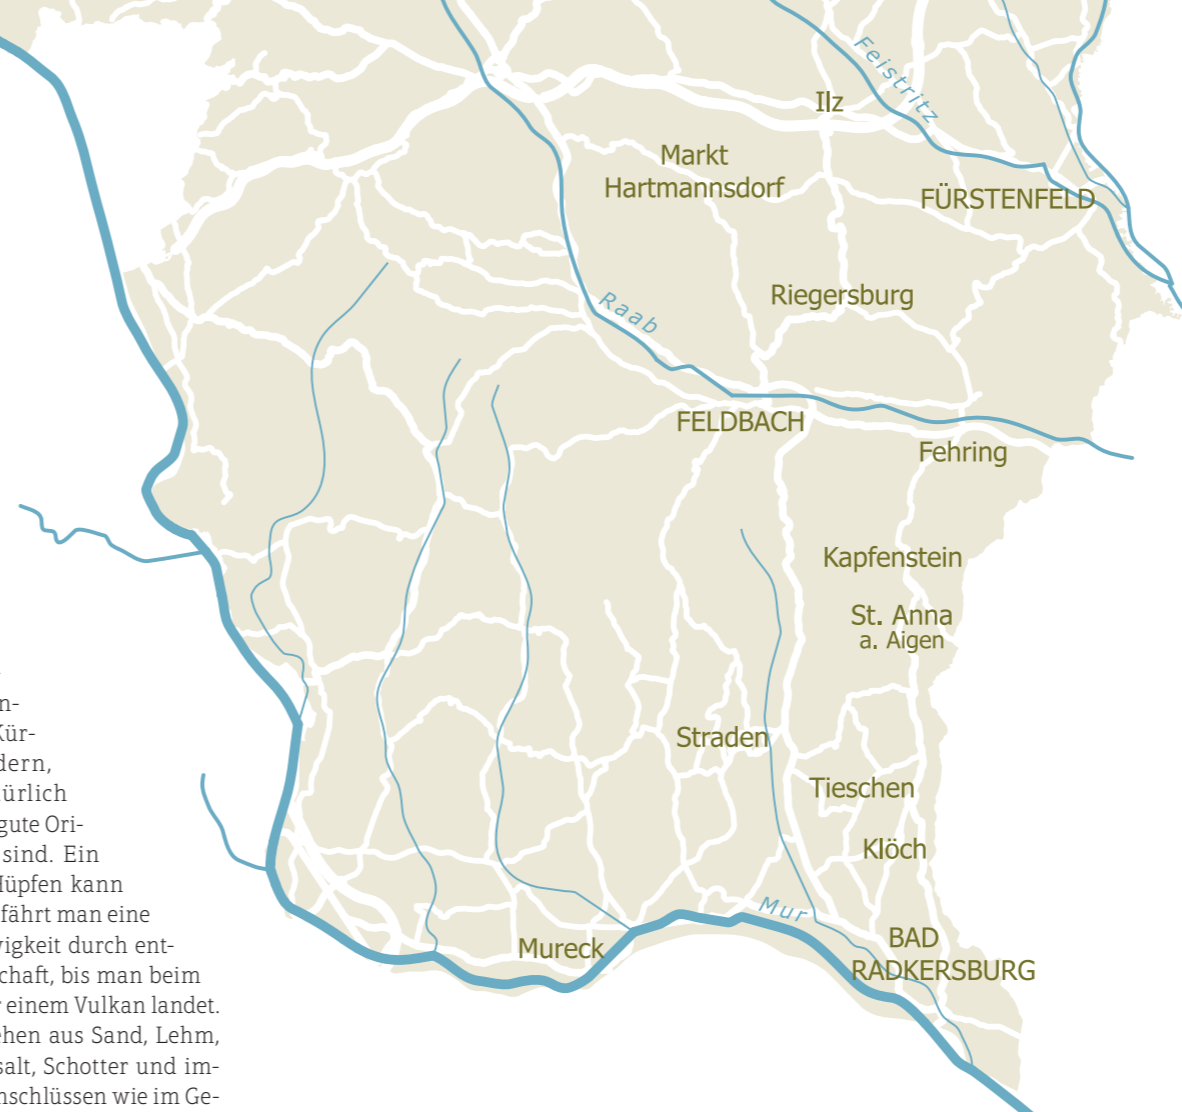 Feistritz
Ilz
Markt
Hartmannsdorf
FÜRSTENFELD
Riegersburg
Raab
FELDBACH
Fehring
Kapfenstein
St. Anna
a. Aigen
Straden
Tieschen
Klöch
Mur
BAD
RADKERSBURG
Mureck
n-
Kür-
dern,
ürlich
gute Ori-
sind. Ein
Hüpfen kann
fährt man eine
wigkeit durch ent-
schaft, bis man beim
r einem Vulkan landet.
ehen aus Sand, Lehm,
salt, Schotter und im-
nschlüssen wie im Ge-